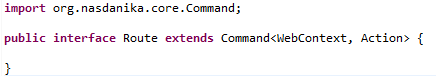 import org.nasdanika.core.Command;
public interface Route extends Command<WebContext, Action> {
}